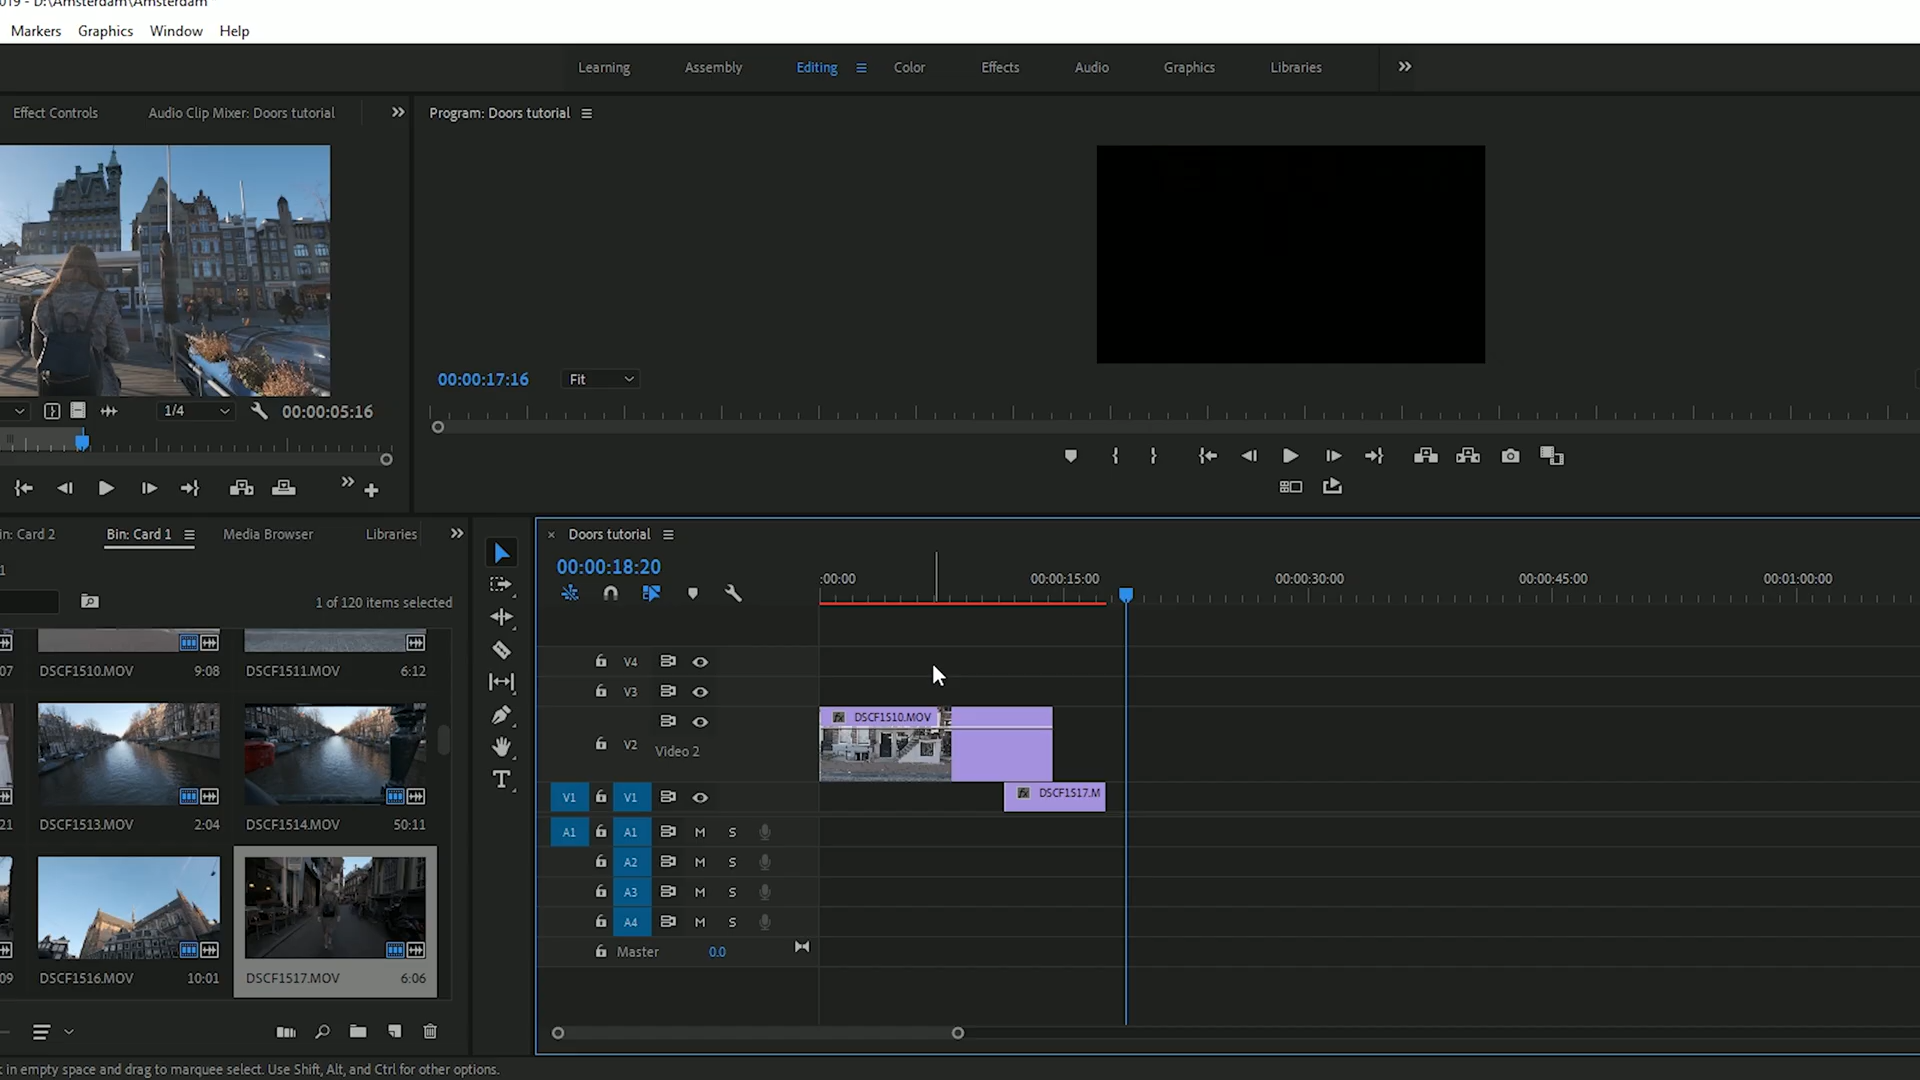 019 - D:\Amsterdam\Amsterdam
Markers Graphics Window Help
Learning Assembly Editing Color Effects Audio Graphics Libraries
Effect Controls Audio Clip Mixer: Doors tutorial
Program: Doors tutorial
00:00:17:16 Fit
1/4 00:00:05:16
in: Card 2 Bin: Card 1 Media Browser Libraries
1
1 of 120 items selected
07 DSCF1510.MOV 9:08 DSCF1511.MOV 6:12
21 DSCF1513.MOV 2:04 DSCF1514.MOV 50:11
09 DSCF1516.MOV 10:01 DSCF1517.MOV 6:06
Doors tutorial
00:00:18:20
:00:00 00:00:15:00 00:00:30:00 00:00:45:00 00:01:00:00
V4
V3
DSCF1510.MOV
V2 Video 2
V1 V1 DSCF1517.M
A1 A1 M S
A2 M S
A3 M S
A4 M S
Master 0.0
in empty space and drag to marquee select. Use Shift, Alt, and Ctrl for other options.